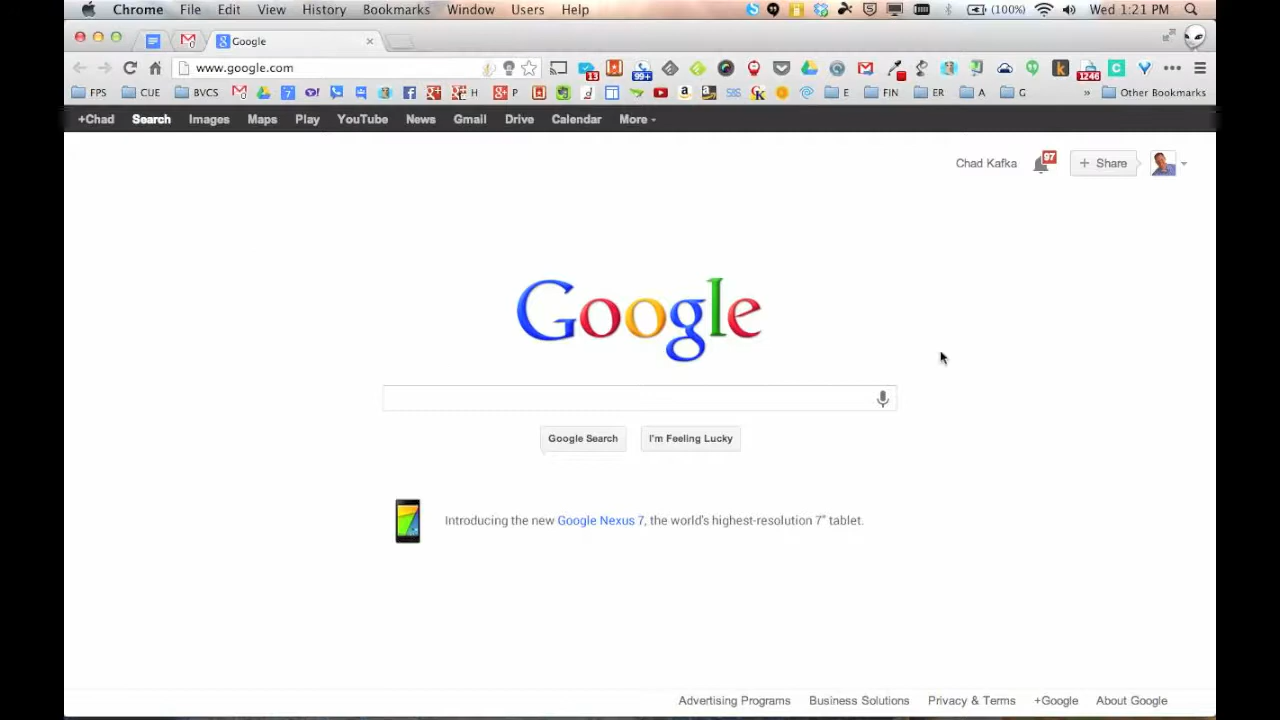 Chrome File Edit View History Bookmarks Window Users Help (100%) Wed 1:21 PM
Google
www.google.com 13 99+ 1246
FPS CUE BVCS H P E FIN ER A G » Other Bookmarks
+Chad Search Images Maps Play YouTube News Gmail Drive Calendar More
Chad Kafka 97 + Share
Google
Google Search I'm Feeling Lucky
Introducing the new Google Nexus 7, the world's highest-resolution 7" tablet.
Advertising Programs Business Solutions Privacy & Terms +Google About Google